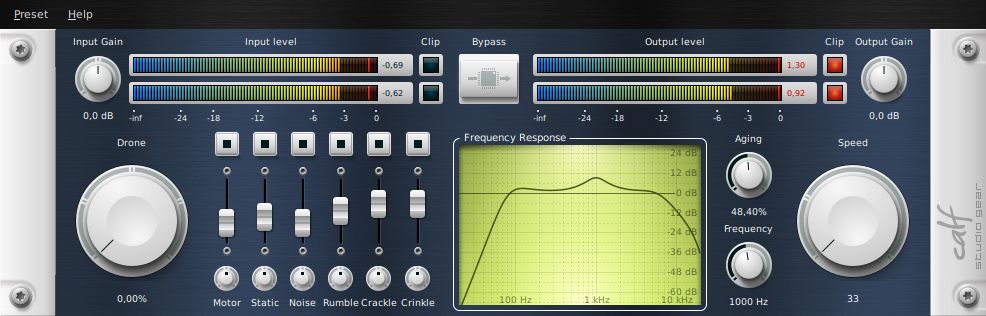 Preset Help
Input Gain Input level Clip Bypass Output level Clip Output Gain
-0,69 1,30
-0,62 0,92
0,0 dB -inf -24 -18 -12 -6 -3 0 -inf -24 -18 -12 -6 -3 0 0,0 dB
Drone Frequency Response Aging Speed
24 dB
12 dB
0 dB
-12 dB
-24 dB
-36 dB
-48 dB
-60 dB
100 Hz 1 kHz 10 kHz
48,40%
Frequency
0,00% Motor Static Noise Rumble Crackle Crinkle 1000 Hz 33
calf
studio gear